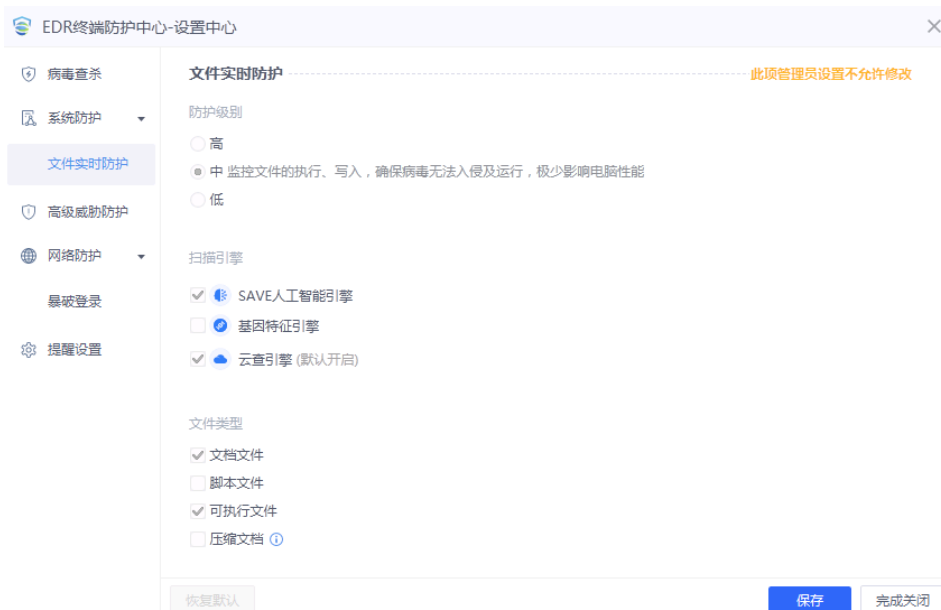 EDR终端防护中心-设置中心
病毒查杀
系统防护
文件实时防护
高级威胁防护
网络防护
暴破登录
提醒设置
文件实时防护
此项管理员设置不允许修改
防护级别
高
中 监控文件的执行、写入，确保病毒无法入侵及运行，极少影响电脑性能
低
扫描引擎
SAVE人工智能引擎
基因特征引擎
云查引擎 (默认开启)
文件类型
文档文件
脚本文件
可执行文件
压缩文档
恢复默认
保存
完成关闭